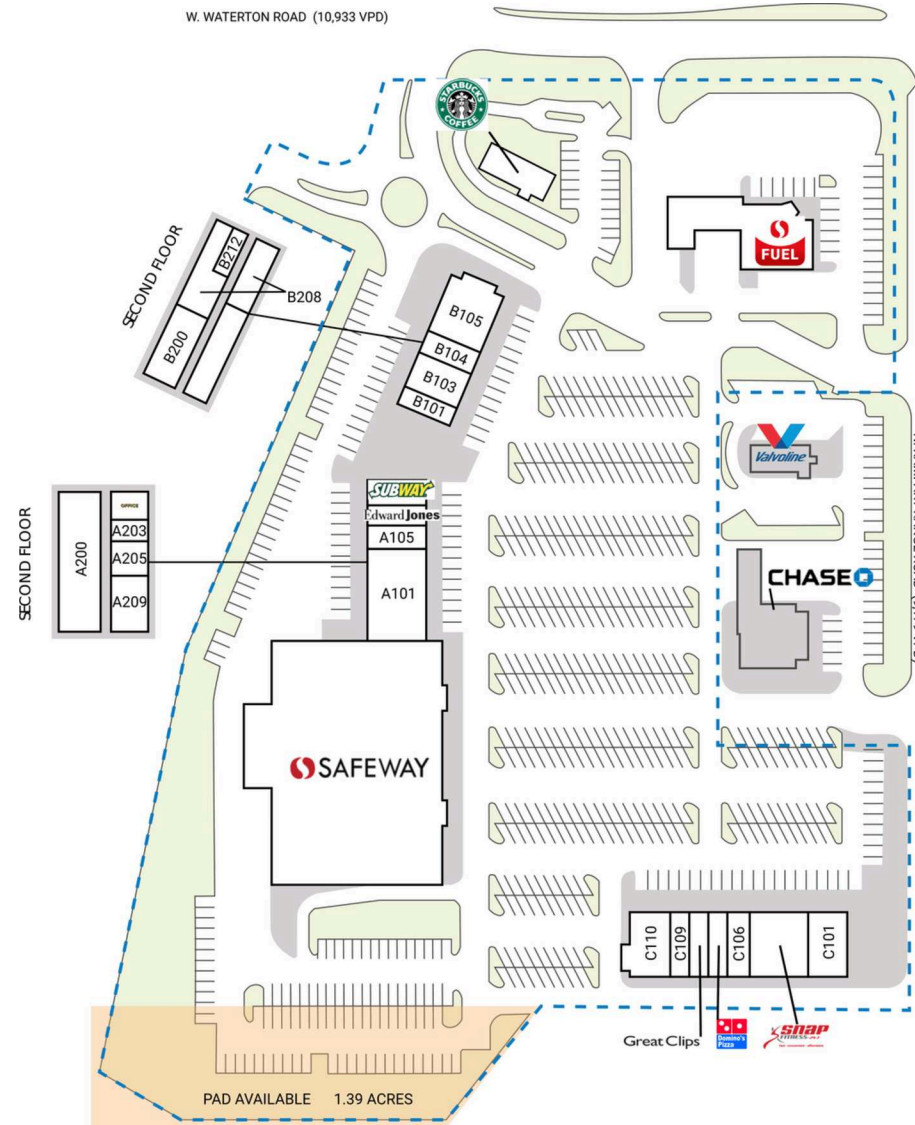 W. WATERTON ROAD (10,933 VPD)
STARBUCKS
COFFEE
FUEL
SECOND FLOOR
B212
B208
B200
B105
B104
B103
B101
Valvoline
SUBWAY
Edward Jones
A105
A101
SECOND FLOOR
A200
OFFICE
A203
A205
A209
CHASE
SAFEWAY
C110
C109
C106
C101
Great Clips
Domino's
Pizza
SNAP
FITNESS
PAD AVAILABLE 1.39 ACRES